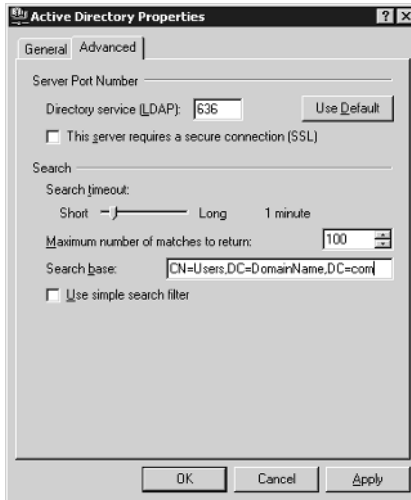 Active Directory Properties
General Advanced
Server Port Number
Directory service (LDAP): 636 Use Default
This server requires a secure connection (SSL)
Search
Search timeout:
Short Long 1 minute
Maximum number of matches to return: 100
Search base: CN=Users,DC=DomainName,DC=com
Use simple search filter
OK Cancel Apply